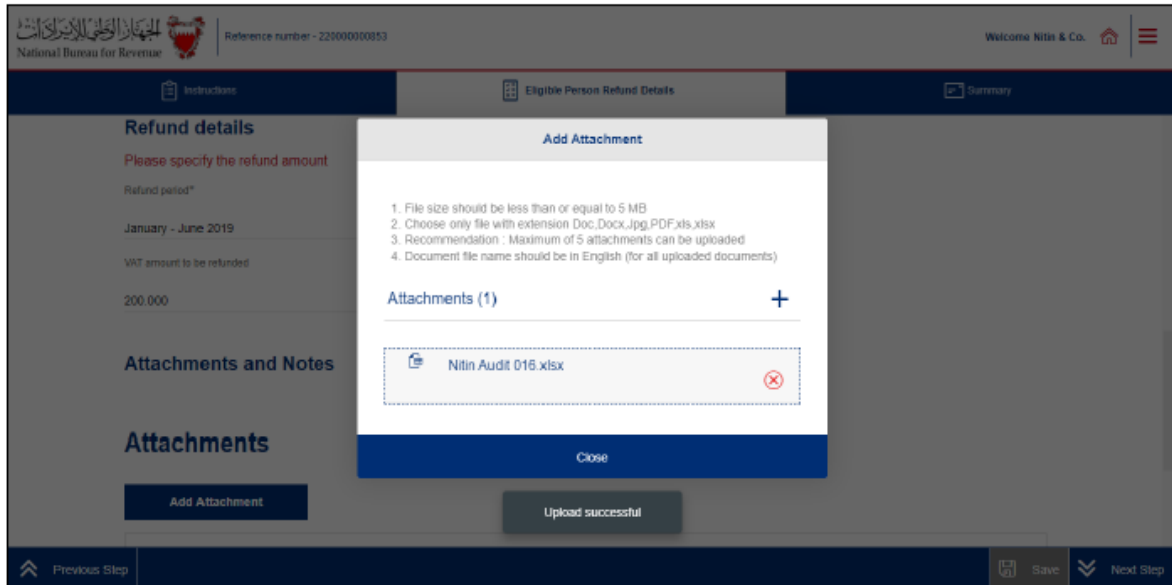 الجهاز الوطني للإيرادات
National Bureau for Revenue
Reference number - 220000000853
Welcome Nitin & Co.
Instructions
Eligible Person Refund Details
Summary
Refund details
Please specify the refund amount
Refund period*
January - June 2019
VAT amount to be refunded
200.000
Attachments and Notes
Attachments
Add Attachment
Add Attachment
1. File size should be less than or equal to 5 MB
2. Choose only file with extension Doc,Docx,Jpg,PDF,xls,xlsx
3. Recommendation : Maximum of 5 attachments can be uploaded
4. Document file name should be in English (for all uploaded documents)
Attachments (1)
Nitin Audit 016.xlsx
Close
Upload successful
Previous Step
Save
Next Step